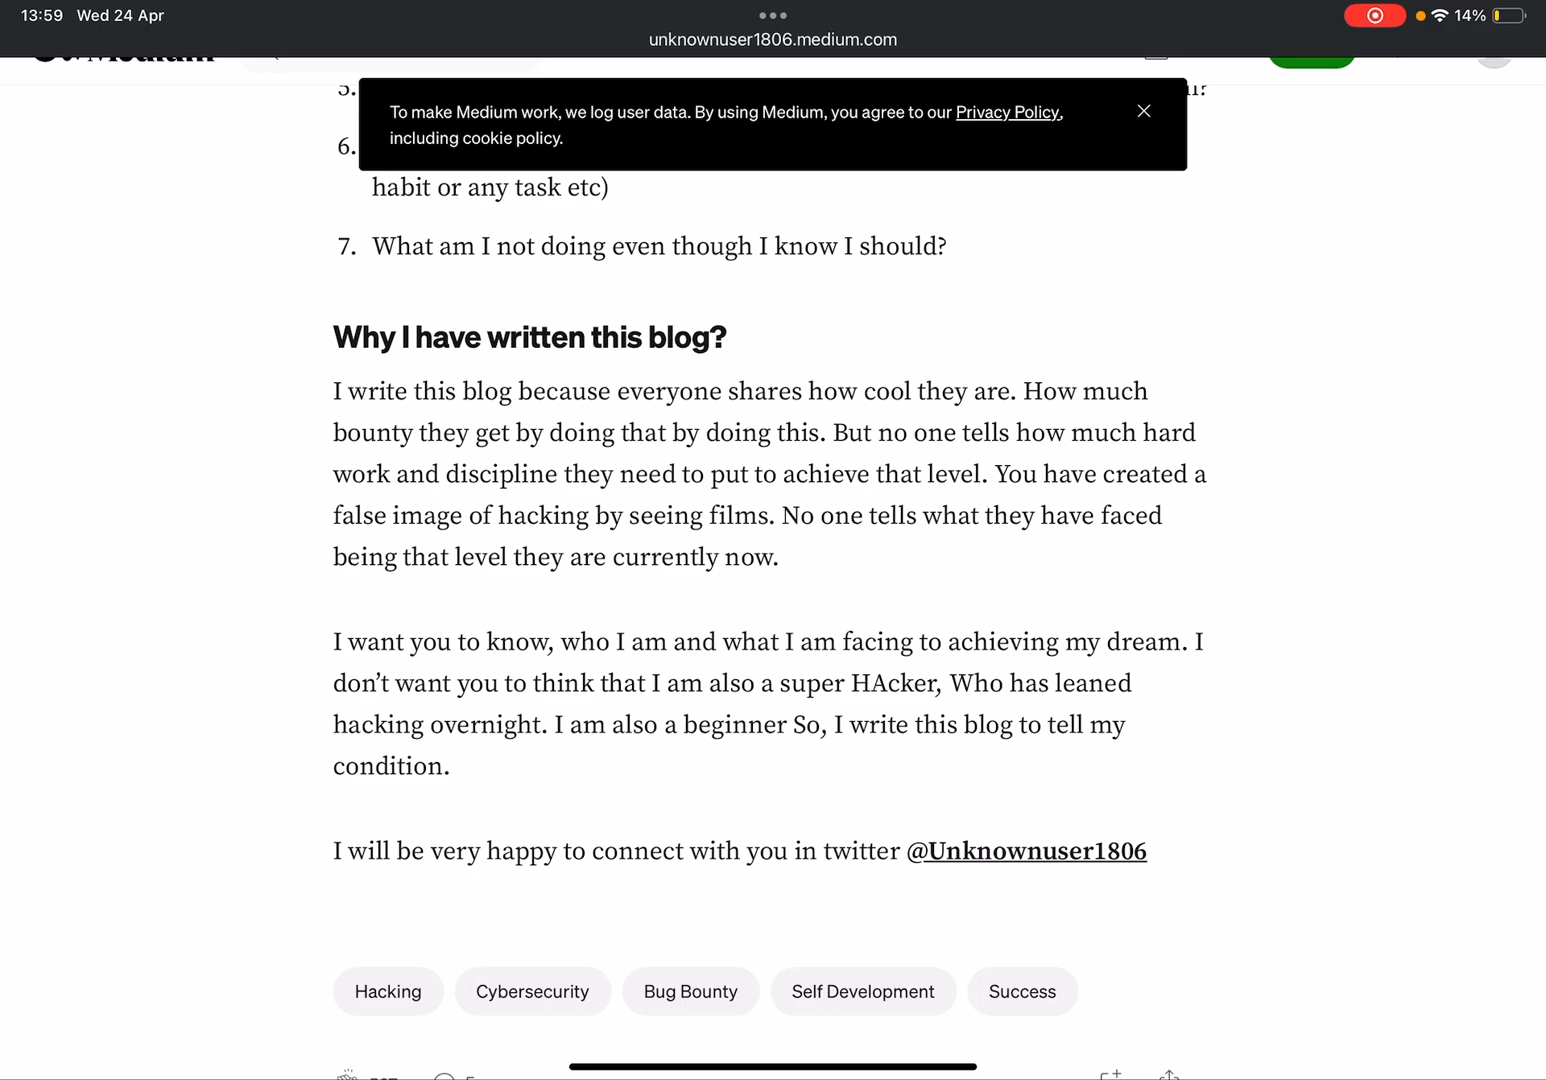 13:59 Wed 24 Apr
14%
unknownuser1806.medium.com
To make Medium work, we log user data. By using Medium, you agree to our Privacy Policy,
including cookie policy.
5.
6.
habit or any task etc)
7. What am I not doing even though I know I should?
Why I have written this blog?
I write this blog because everyone shares how cool they are. How much
bounty they get by doing that by doing this. But no one tells how much hard
work and discipline they need to put to achieve that level. You have created a
false image of hacking by seeing films. No one tells what they have faced
being that level they are currently now.
I want you to know, who I am and what I am facing to achieving my dream. I
don’t want you to think that I am also a super HAcker, Who has leaned
hacking overnight. I am also a beginner So, I write this blog to tell my
condition.
I will be very happy to connect with you in twitter @Unknownuser1806
Hacking Cybersecurity Bug Bounty Self Development Success